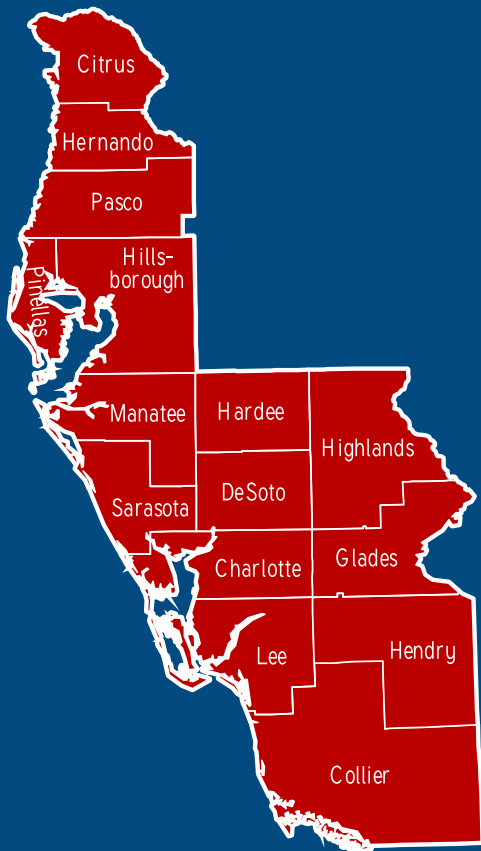 Citrus
Hernando
Pasco
Hills-
borough
Pinellas
Manatee
Hardee
Highlands
DeSoto
Sarasota
Glades
Charlotte
Hendry
Lee
Collier